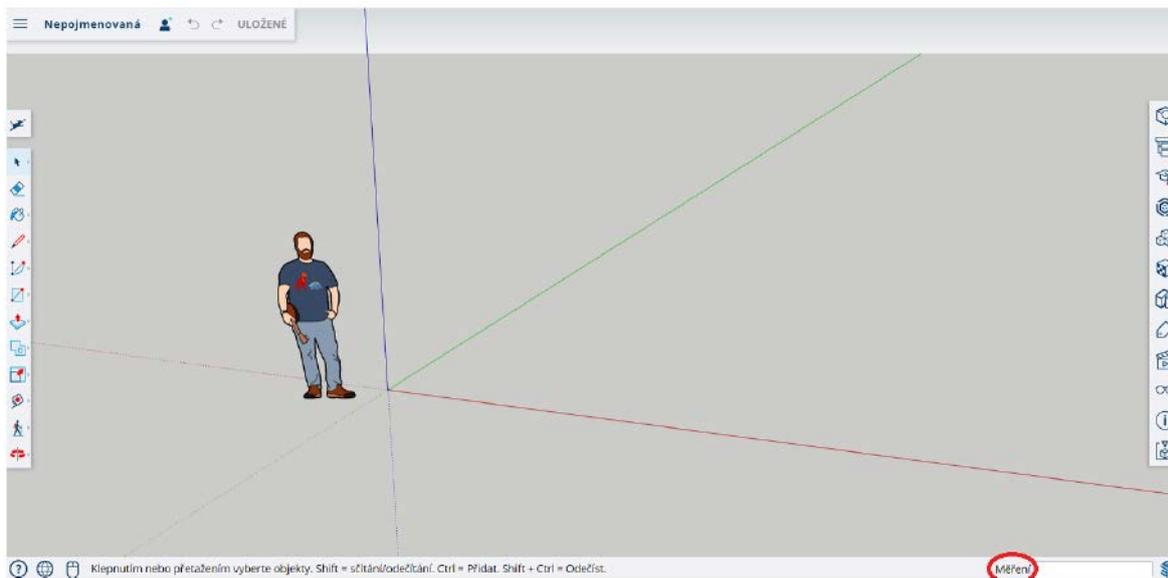 Nepojmenovaná ULOŽENÉ
Klepnutím nebo přetažením vyberte objekty. Shift = sčítání/odečítání. Ctrl = Přidat. Shift + Ctrl = Odečíst.
Měření